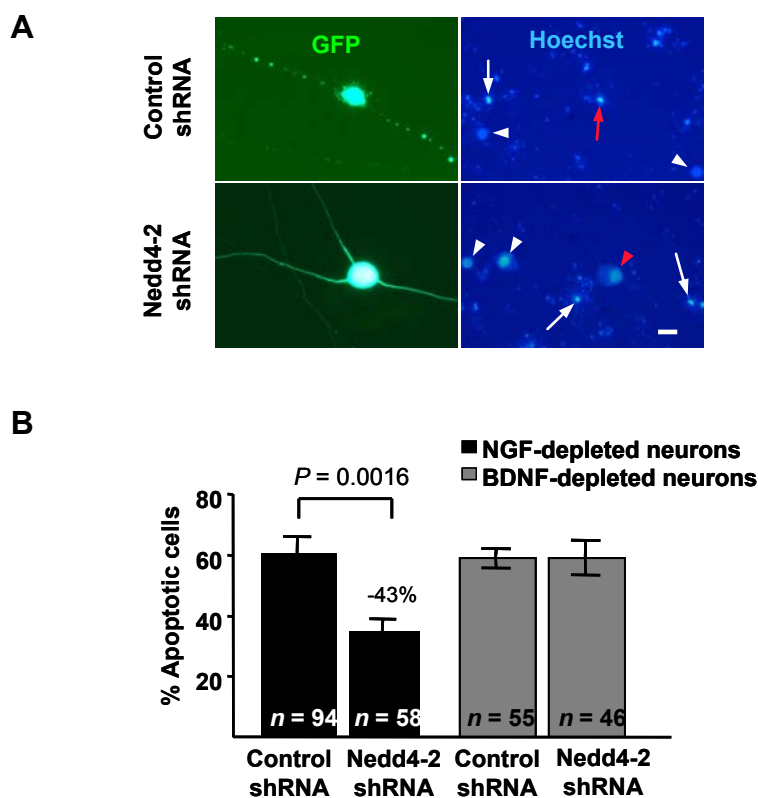 A
GFP
Hoechst
Control
shRNA
Nedd4-2
shRNA
B
NGF-depleted neurons
BDNF-depleted neurons
P = 0.0016
% Apoptotic cells
80
60
40
20
-43%
n = 94
n = 58
n = 55
n = 46
Control
shRNA
Nedd4-2
shRNA
Control
shRNA
Nedd4-2
shRNA